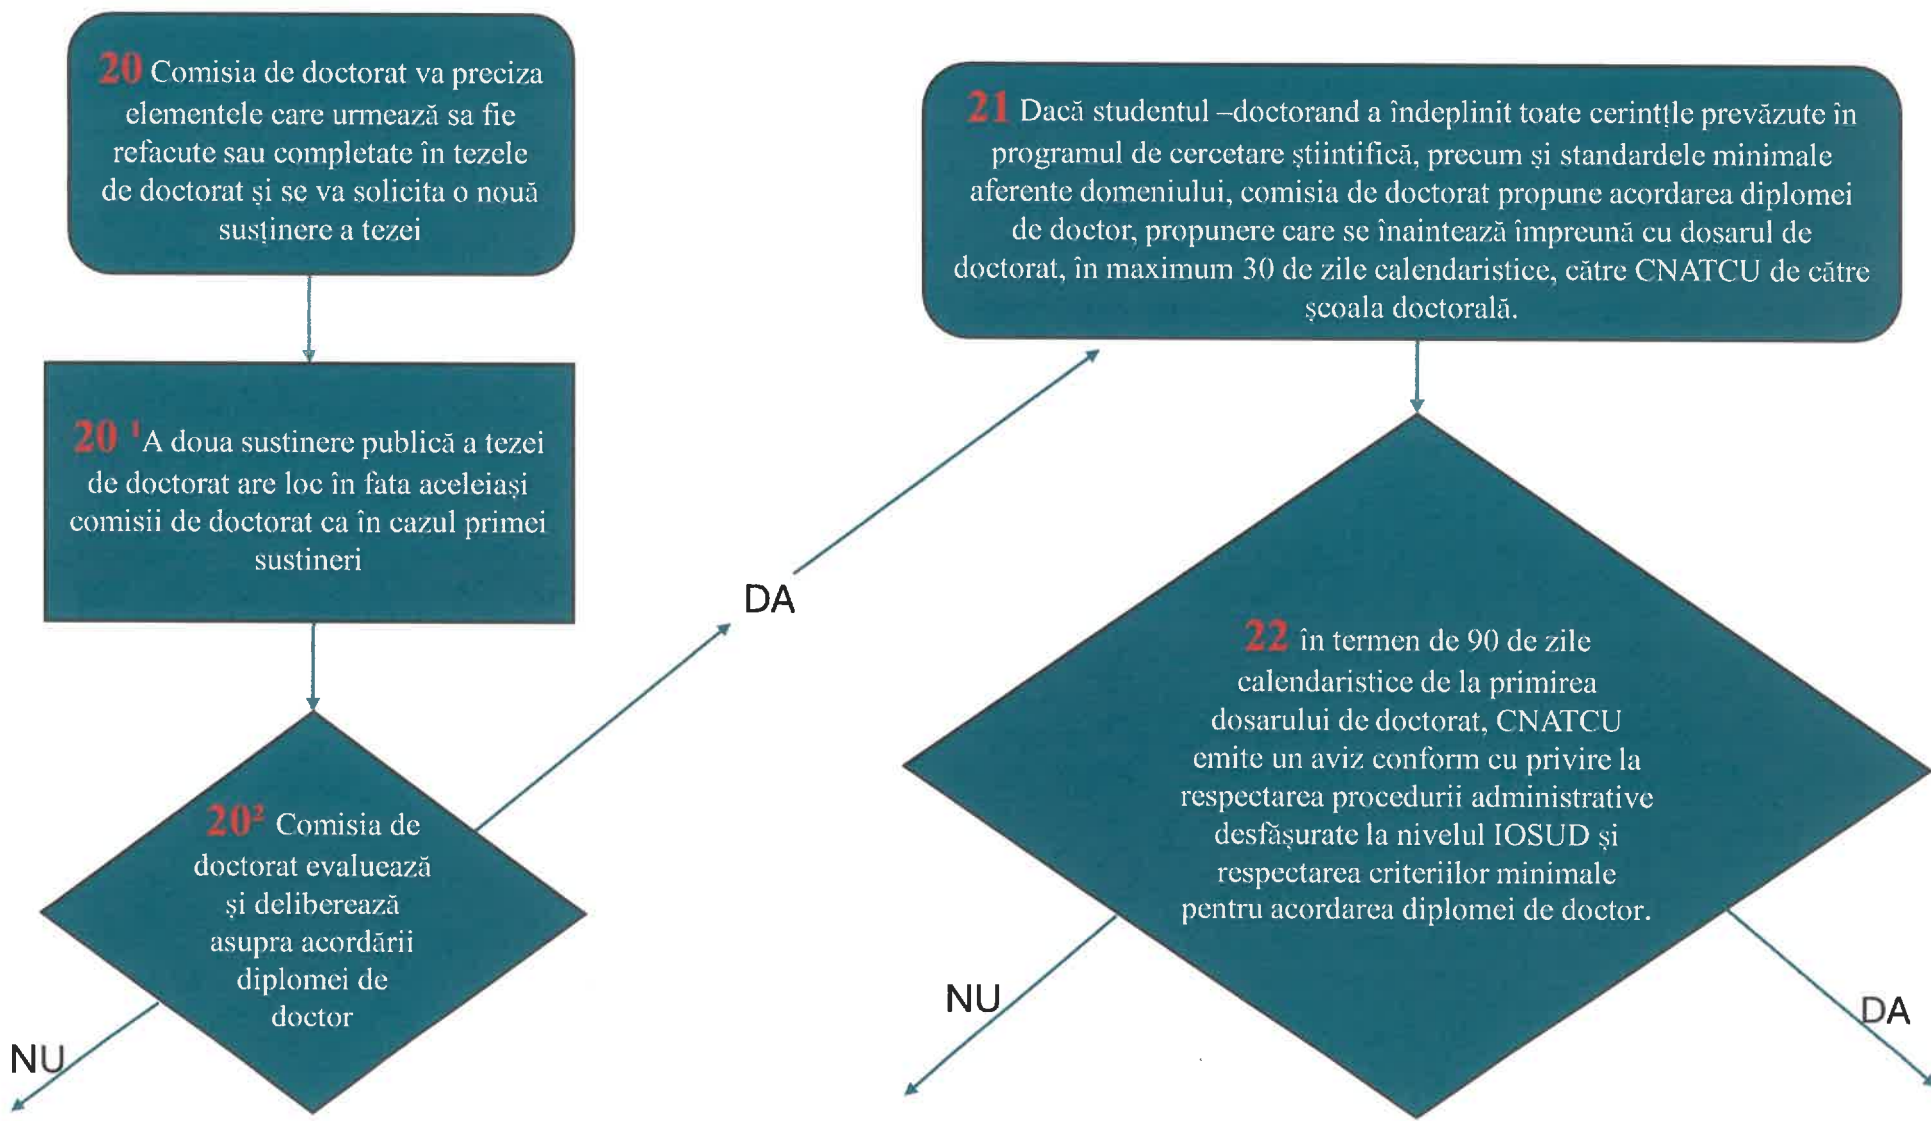 20 Comisia de doctorat va preciza
elementele care urmează sa fie
refacute sau completate în tezele
de doctorat și se va solicita o nouă
susținere a tezei
20 ¹A doua sustinere publică a tezei
de doctorat are loc în fata aceleiași
comisii de doctorat ca în cazul primei
sustineri
20² Comisia de
doctorat evaluează
și deliberează
asupra acordării
diplomei de
doctor
NU
DA
21 Dacă studentul –doctorand a îndeplinit toate cerințle prevăzute în
programul de cercetare știintifică, precum și standardele minimale
aferente domeniului, comisia de doctorat propune acordarea diplomei
de doctor, propunere care se înaintează împreună cu dosarul de
doctorat, în maximum 30 de zile calendaristice, către CNATCU de către
școala doctorală.
22 în termen de 90 de zile
calendaristice de la primirea
dosarului de doctorat, CNATCU
emite un aviz conform cu privire la
respectarea procedurii administrative
desfășurate la nivelul IOSUD și
respectarea criteriilor minimale
pentru acordarea diplomei de doctor.
NU
DA